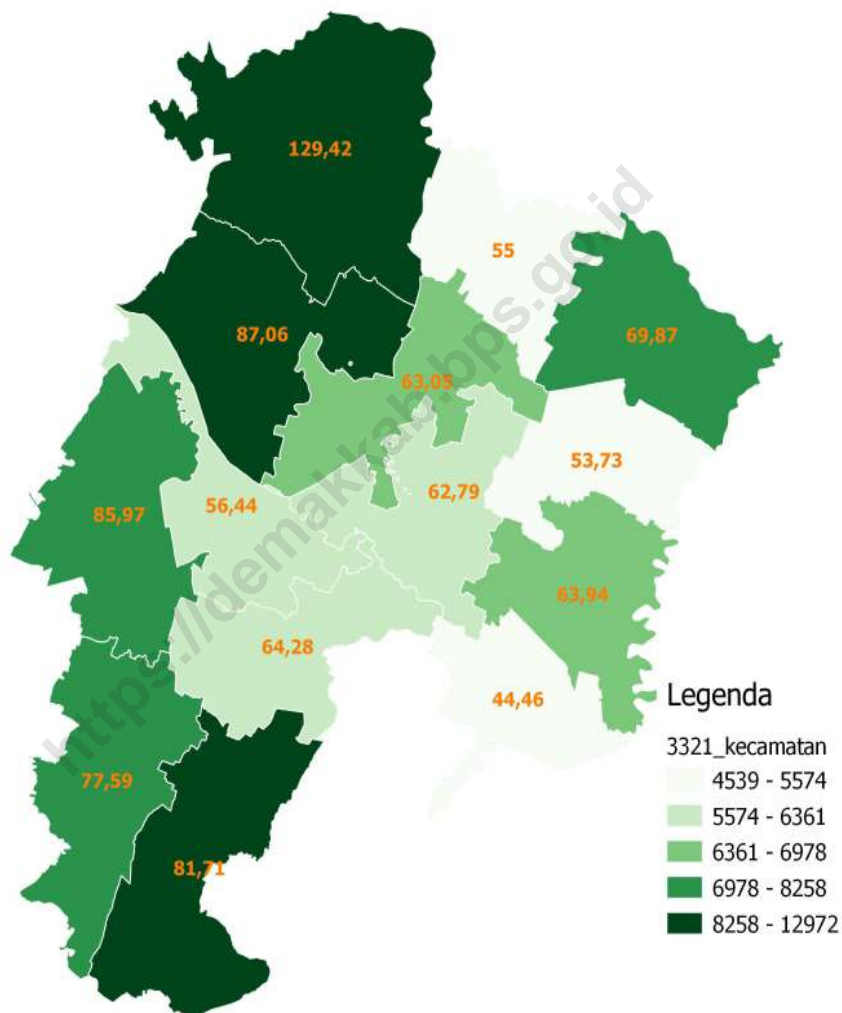 129,42
55
87,06
69,87
63,05
53,73
62,79
56,44
85,97
63,94
64,28
44,46
77,59
81,71
https://demakkab.bps.go.id
Legenda
3321_kecamatan
4539 - 5574
5574 - 6361
6361 - 6978
6978 - 8258
8258 - 12972